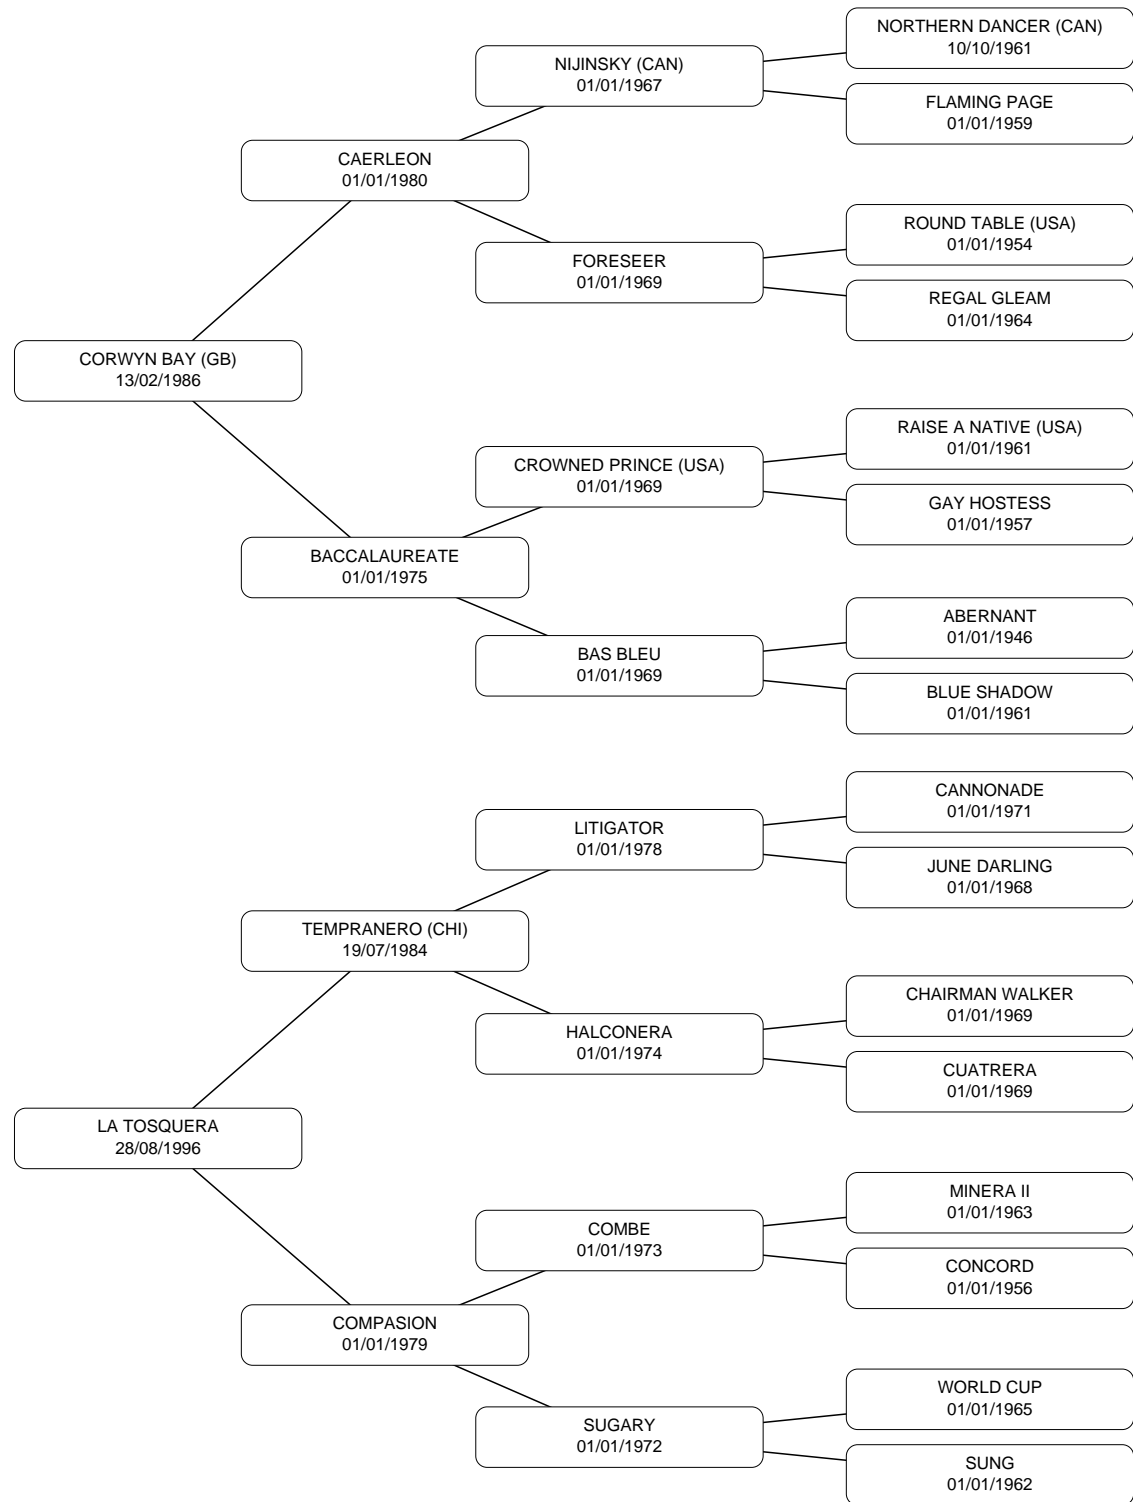 NORTHERN DANCER (CAN)
10/10/1961
NIJINSKY (CAN)
01/01/1967
FLAMING PAGE
01/01/1959
CAERLEON
01/01/1980
ROUND TABLE (USA)
01/01/1954
FORESEER
01/01/1969
REGAL GLEAM
01/01/1964
CORWYN BAY (GB)
13/02/1986
RAISE A NATIVE (USA)
01/01/1961
CROWNED PRINCE (USA)
01/01/1969
GAY HOSTESS
01/01/1957
BACCALAUREATE
01/01/1975
ABERNANT
01/01/1946
BAS BLEU
01/01/1969
BLUE SHADOW
01/01/1961
CANNONADE
01/01/1971
LITIGATOR
01/01/1978
JUNE DARLING
01/01/1968
TEMPRANERO (CHI)
19/07/1984
CHAIRMAN WALKER
01/01/1969
HALCONERA
01/01/1974
CUATRERA
01/01/1969
LA TOSQUERA
28/08/1996
MINERA II
01/01/1963
COMBE
01/01/1973
CONCORD
01/01/1956
COMPASION
01/01/1979
WORLD CUP
01/01/1965
SUGARY
01/01/1972
SUNG
01/01/1962